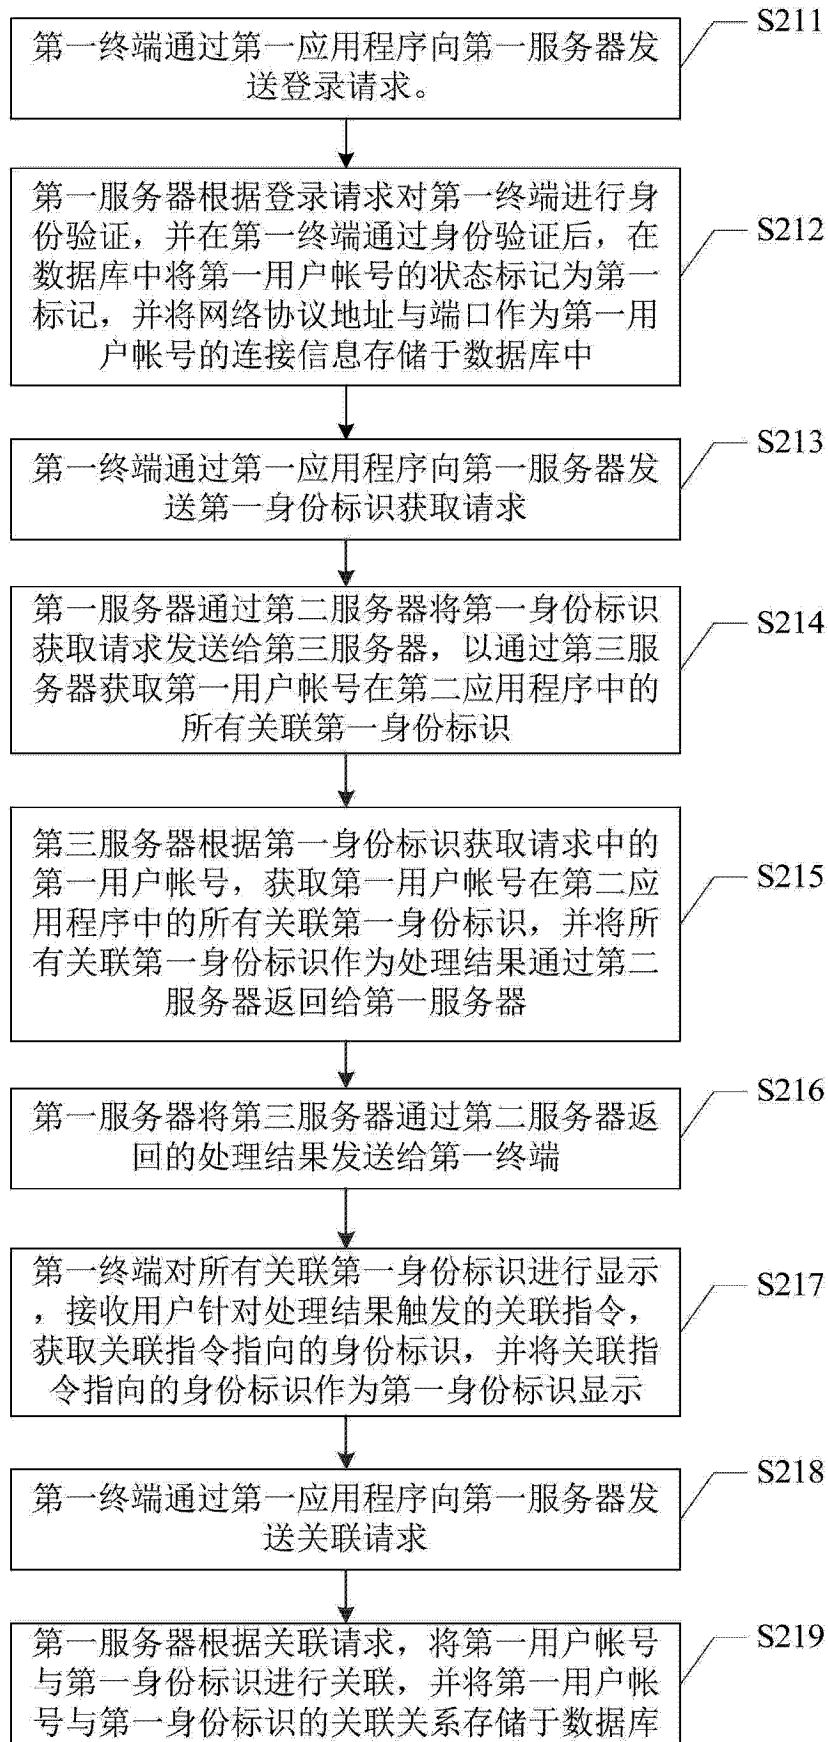 S211
第一终端通过第一应用程序向第一服务器发
送登录请求。
S212
第一服务器根据登录请求对第一终端进行身
份验证，并在第一终端通过身份验证后，在
数据库中将第一用户帐号的状态标记为第一
标记，并将网络协议地址与端口作为第一用
户帐号的连接信息存储于数据库中
S213
第一终端通过第一应用程序向第一服务器发
送第一身份标识获取请求
S214
第一服务器通过第二服务器将第一身份标识
获取请求发送给第三服务器，以通过第三服
务器获取第一用户帐号在第二应用程序中的
所有关联第一身份标识
S215
第三服务器根据第一身份标识获取请求中的
第一用户帐号，获取第一用户帐号在第二应
用程序中的所有关联第一身份标识，并将所
有关联第一身份标识作为处理结果通过第二
服务器返回给第一服务器
S216
第一服务器将第三服务器通过第二服务器返
回的处理结果发送给第一终端
S217
第一终端对所有关联第一身份标识进行显示
，接收用户针对处理结果触发的关联指令，
获取关联指令指向的身份标识，并将关联指
令指向的身份标识作为第一身份标识显示
S218
第一终端通过第一应用程序向第一服务器发
送关联请求
S219
第一服务器根据关联请求，将第一用户帐号
与第一身份标识进行关联，并将第一用户帐
号与第一身份标识的关联关系存储于数据库